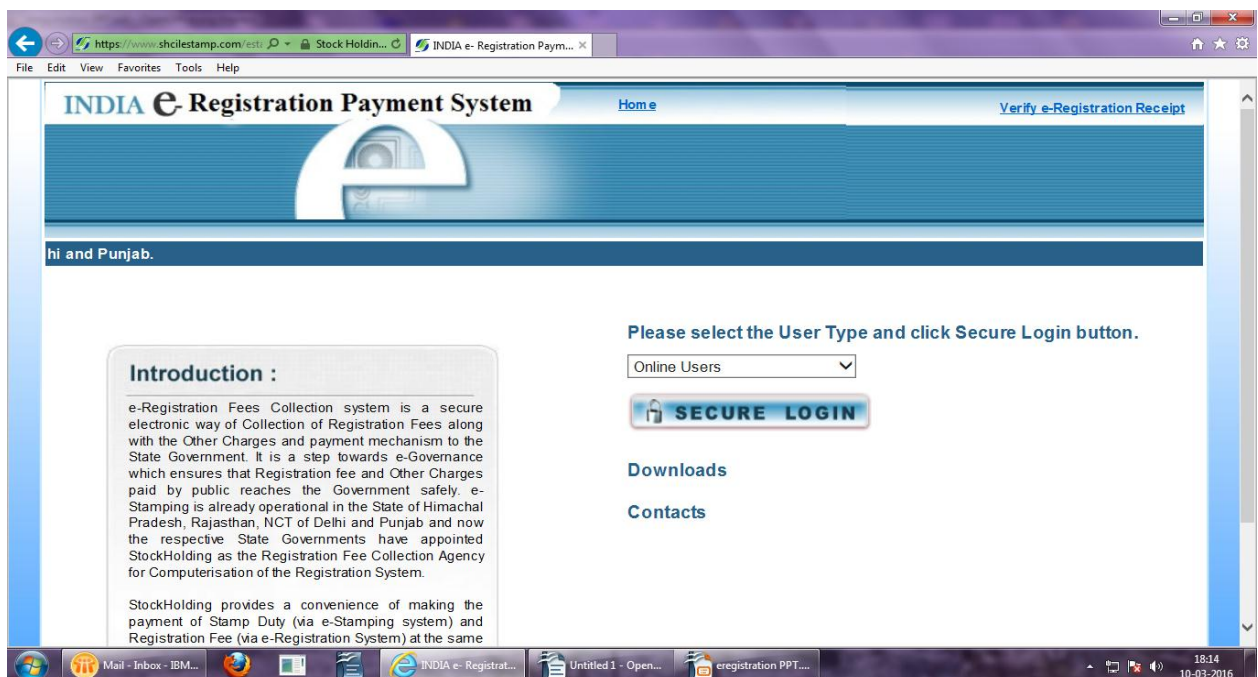 https://www.shcilestamp.com/esta
Stock Holdin...
INDIA e- Registration Paym...
File Edit View Favorites Tools Help
INDIA e- Registration Payment System
Home
Verify e-Registration Receipt
hi and Punjab.
Please select the User Type and click Secure Login button.
Online Users
SECURE LOGIN
Downloads
Contacts
Introduction :
e-Registration Fees Collection system is a secure
electronic way of Collection of Registration Fees along
with the Other Charges and payment mechanism to the
State Government. It is a step towards e-Governance
which ensures that Registration fee and Other Charges
paid by public reaches the Government safely. e-
Stamping is already operational in the State of Himachal
Pradesh, Rajasthan, NCT of Delhi and Punjab and now
the respective State Governments have appointed
StockHolding as the Registration Fee Collection Agency
for Computerisation of the Registration System.
StockHolding provides a convenience of making the
payment of Stamp Duty (via e-Stamping system) and
Registration Fee (via e-Registration System) at the same
Mail - Inbox - IBM...
INDIA e- Registrat...
Untitled 1 - Open...
eregistration PPT....
18:14
10-03-2016